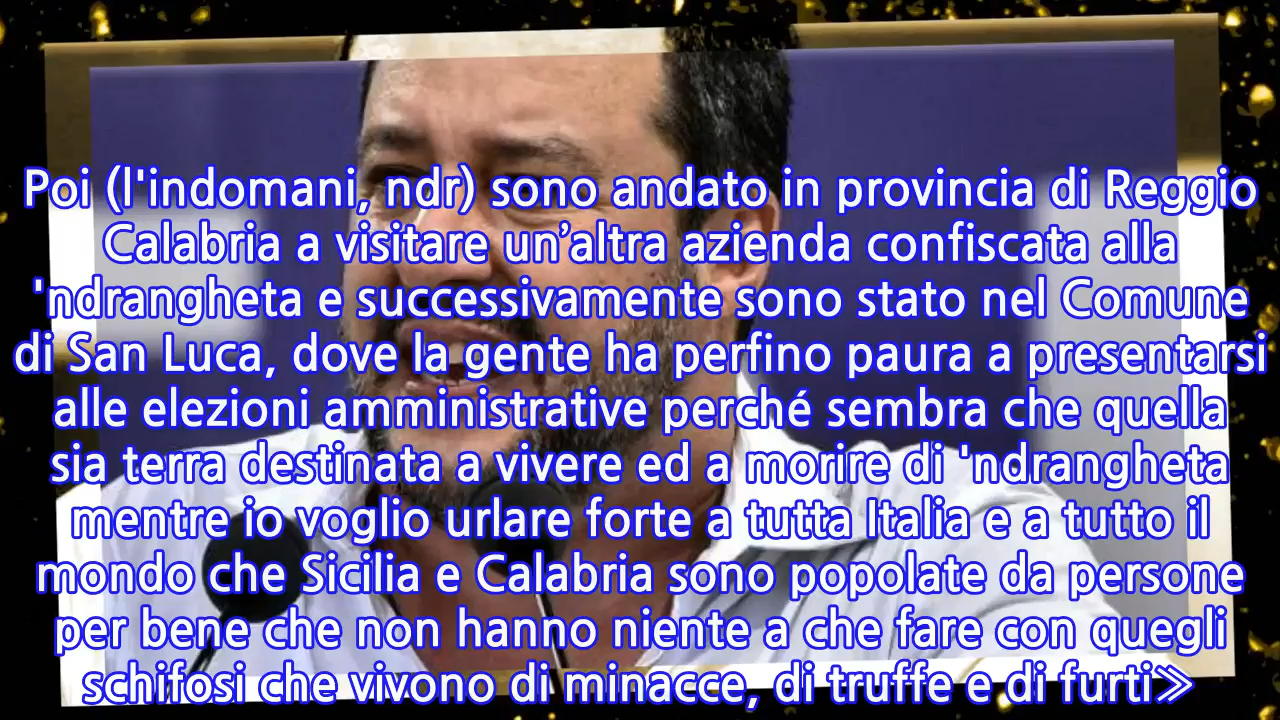 Poi (l'indomani, ndr) sono andato in provincia di Reggio
Calabria a visitare un’altra azienda confiscata alla
'ndrangheta e successivamente sono stato nel Comune
di San Luca, dove la gente ha perfino paura a presentarsi
alle elezioni amministrative perché sembra che quella
sia terra destinata a vivere ed a morire di 'ndrangheta
mentre io voglio urlare forte a tutta Italia e a tutto il
mondo che Sicilia e Calabria sono popolate da persone
per bene che non hanno niente a che fare con quegli
schifosi che vivono di minacce, di truffe e di furti»